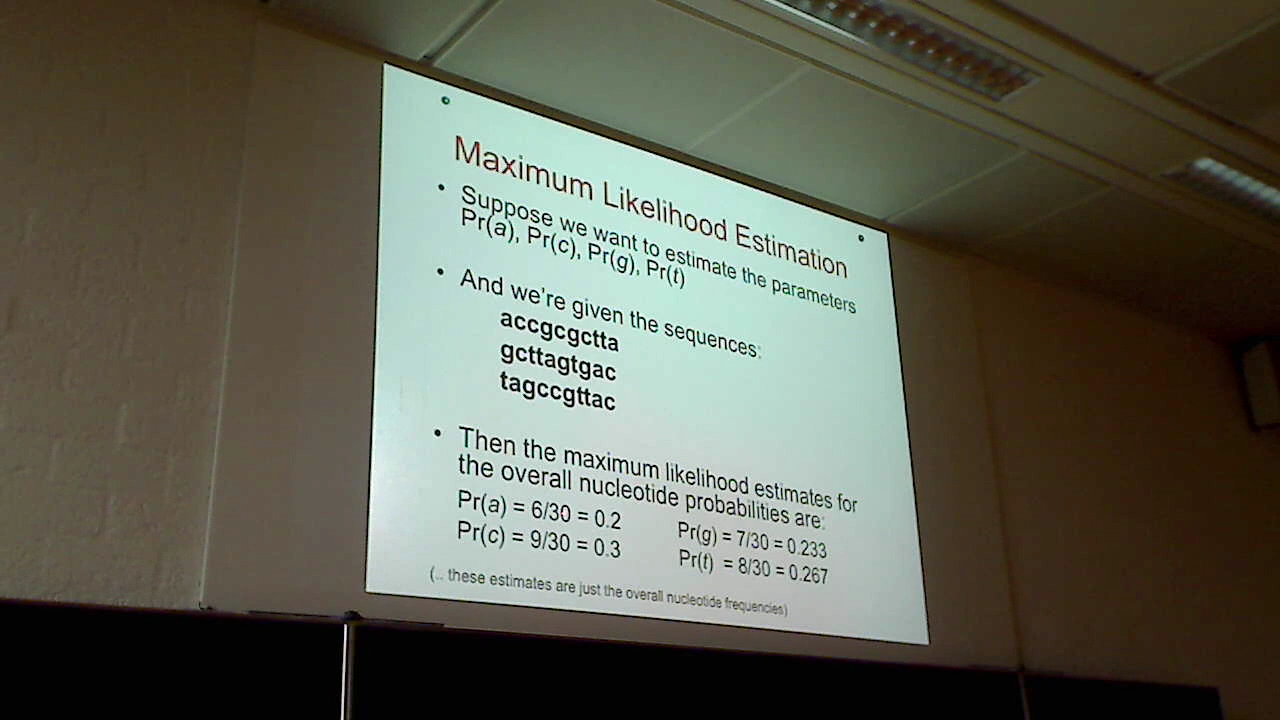 Maximum Likelihood Estimation
• Suppose we want to estimate the parameters
Pr(a), Pr(c), Pr(g), Pr(t)
• And we're given the sequences:
accgcgctta
gcttagtgac
tagccgttac
• Then the maximum likelihood estimates for
the overall nucleotide probabilities are:
Pr(a) = 6/30 = 0.2 Pr(g) = 7/30 = 0.233
Pr(c) = 9/30 = 0.3 Pr(t) = 8/30 = 0.267
(.. these estimates are just the overall nucleotide frequencies)